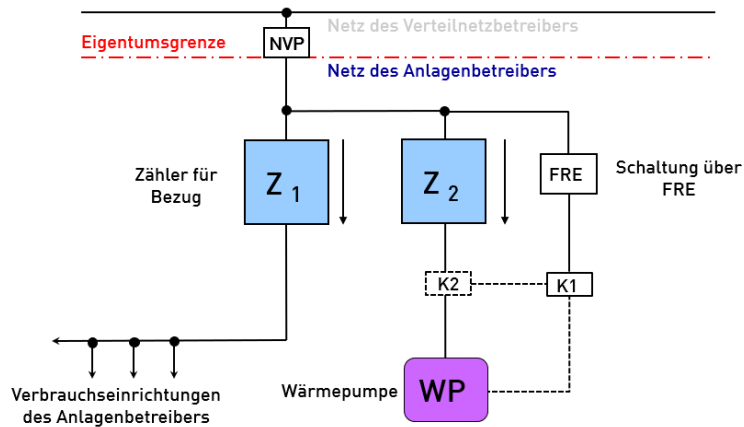 Netz des Verteilnetzbetreibers
Eigentumsgrenze
NVP
Netz des Anlagenbetreibers
Zähler für
Bezug
Z 1
Z 2
FRE
Schaltung über
FRE
K2
K1
Wärmepumpe
WP
Verbrauchseinrichtungen
des Anlagenbetreibers